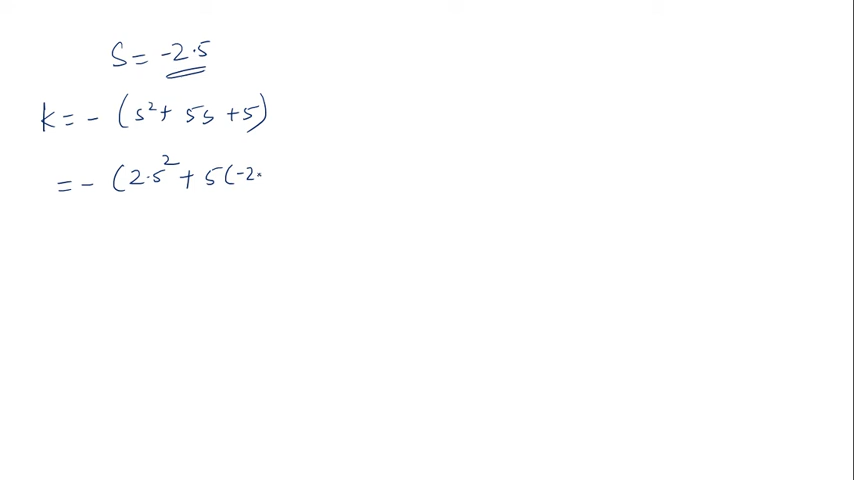 S = -2.5
K = - (s² + 5s + 5)
= - (2.5² + 5(-2.